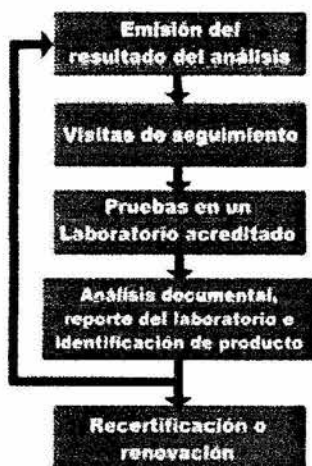 Emisión del
resultado del análisis
Visitas de seguimiento
Pruebas en un
Laboratorio acreditado
Análisis documental,
reporte del laboratorio e
identificación de producto
Recertificación o
renovación